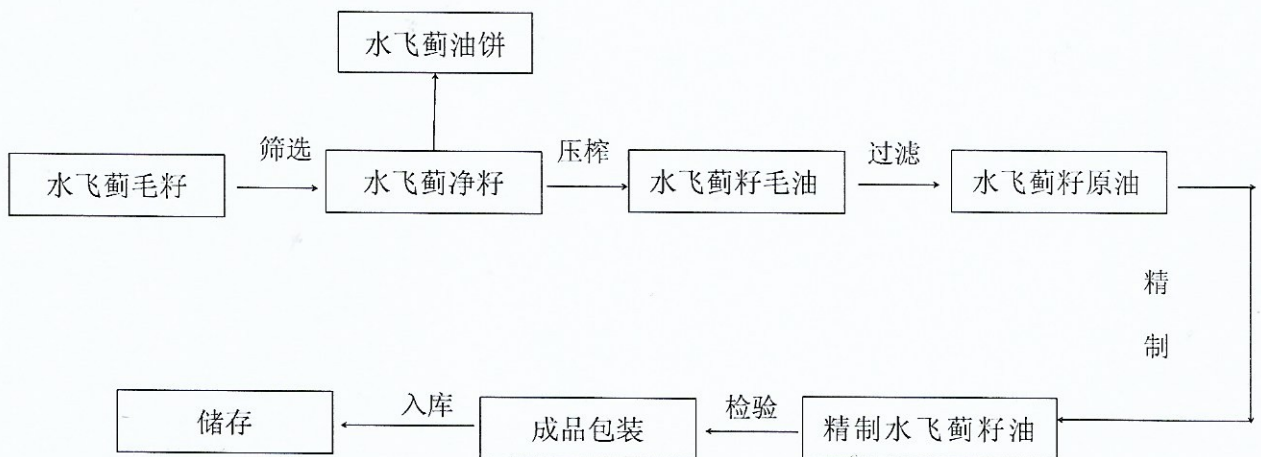 水飞蓟油饼
筛选
压榨
过滤
水飞蓟毛籽
水飞蓟净籽
水飞蓟籽毛油
水飞蓟籽原油
精
制
入库
检验
储存
成品包装
精制水飞蓟籽油